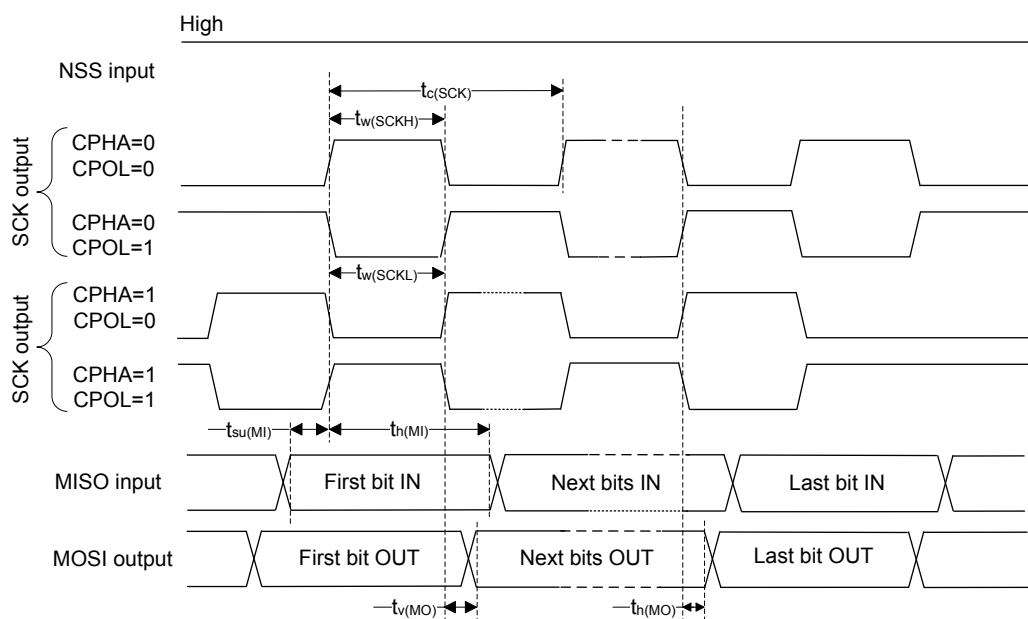 High
NSS input
tc(SCK)
tw(SCKH)
SCK output
CPHA=0
CPOL=0
CPHA=0
CPOL=1
tw(SCKL)
SCK output
CPHA=1
CPOL=0
CPHA=1
CPOL=1
tsu(MI)
th(MI)
MISO input
First bit IN
Next bits IN
Last bit IN
MOSI output
First bit OUT
Next bits OUT
Last bit OUT
tv(MO)
th(MO)